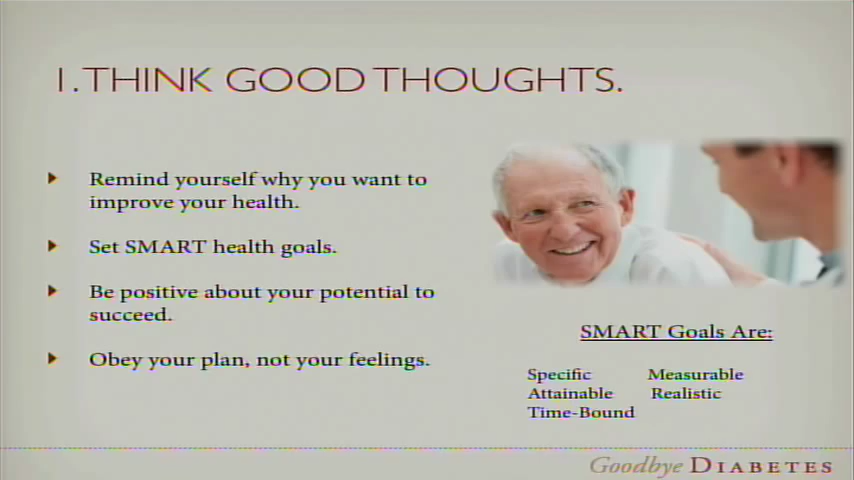 1. THINK GOOD THOUGHTS.
Remind yourself why you want to
improve your health.
Set SMART health goals.
Be positive about your potential to
succeed.
Obey your plan, not your feelings.
SMART Goals Are:
Specific Measurable
Attainable Realistic
Time-Bound
Goodbye DIABETES